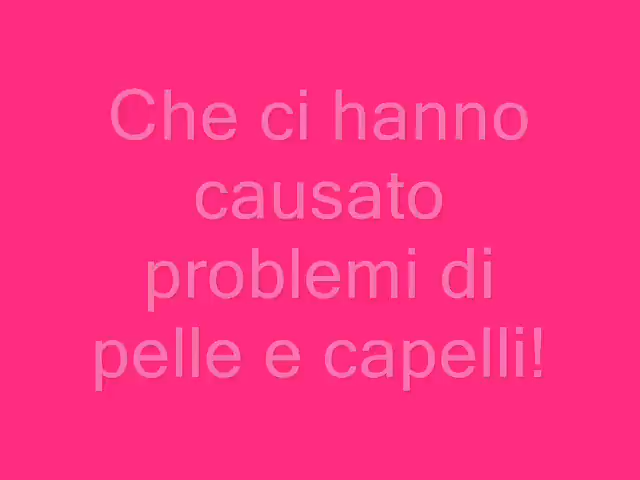 Che ci hanno
causato
problemi di
pelle e capelli!